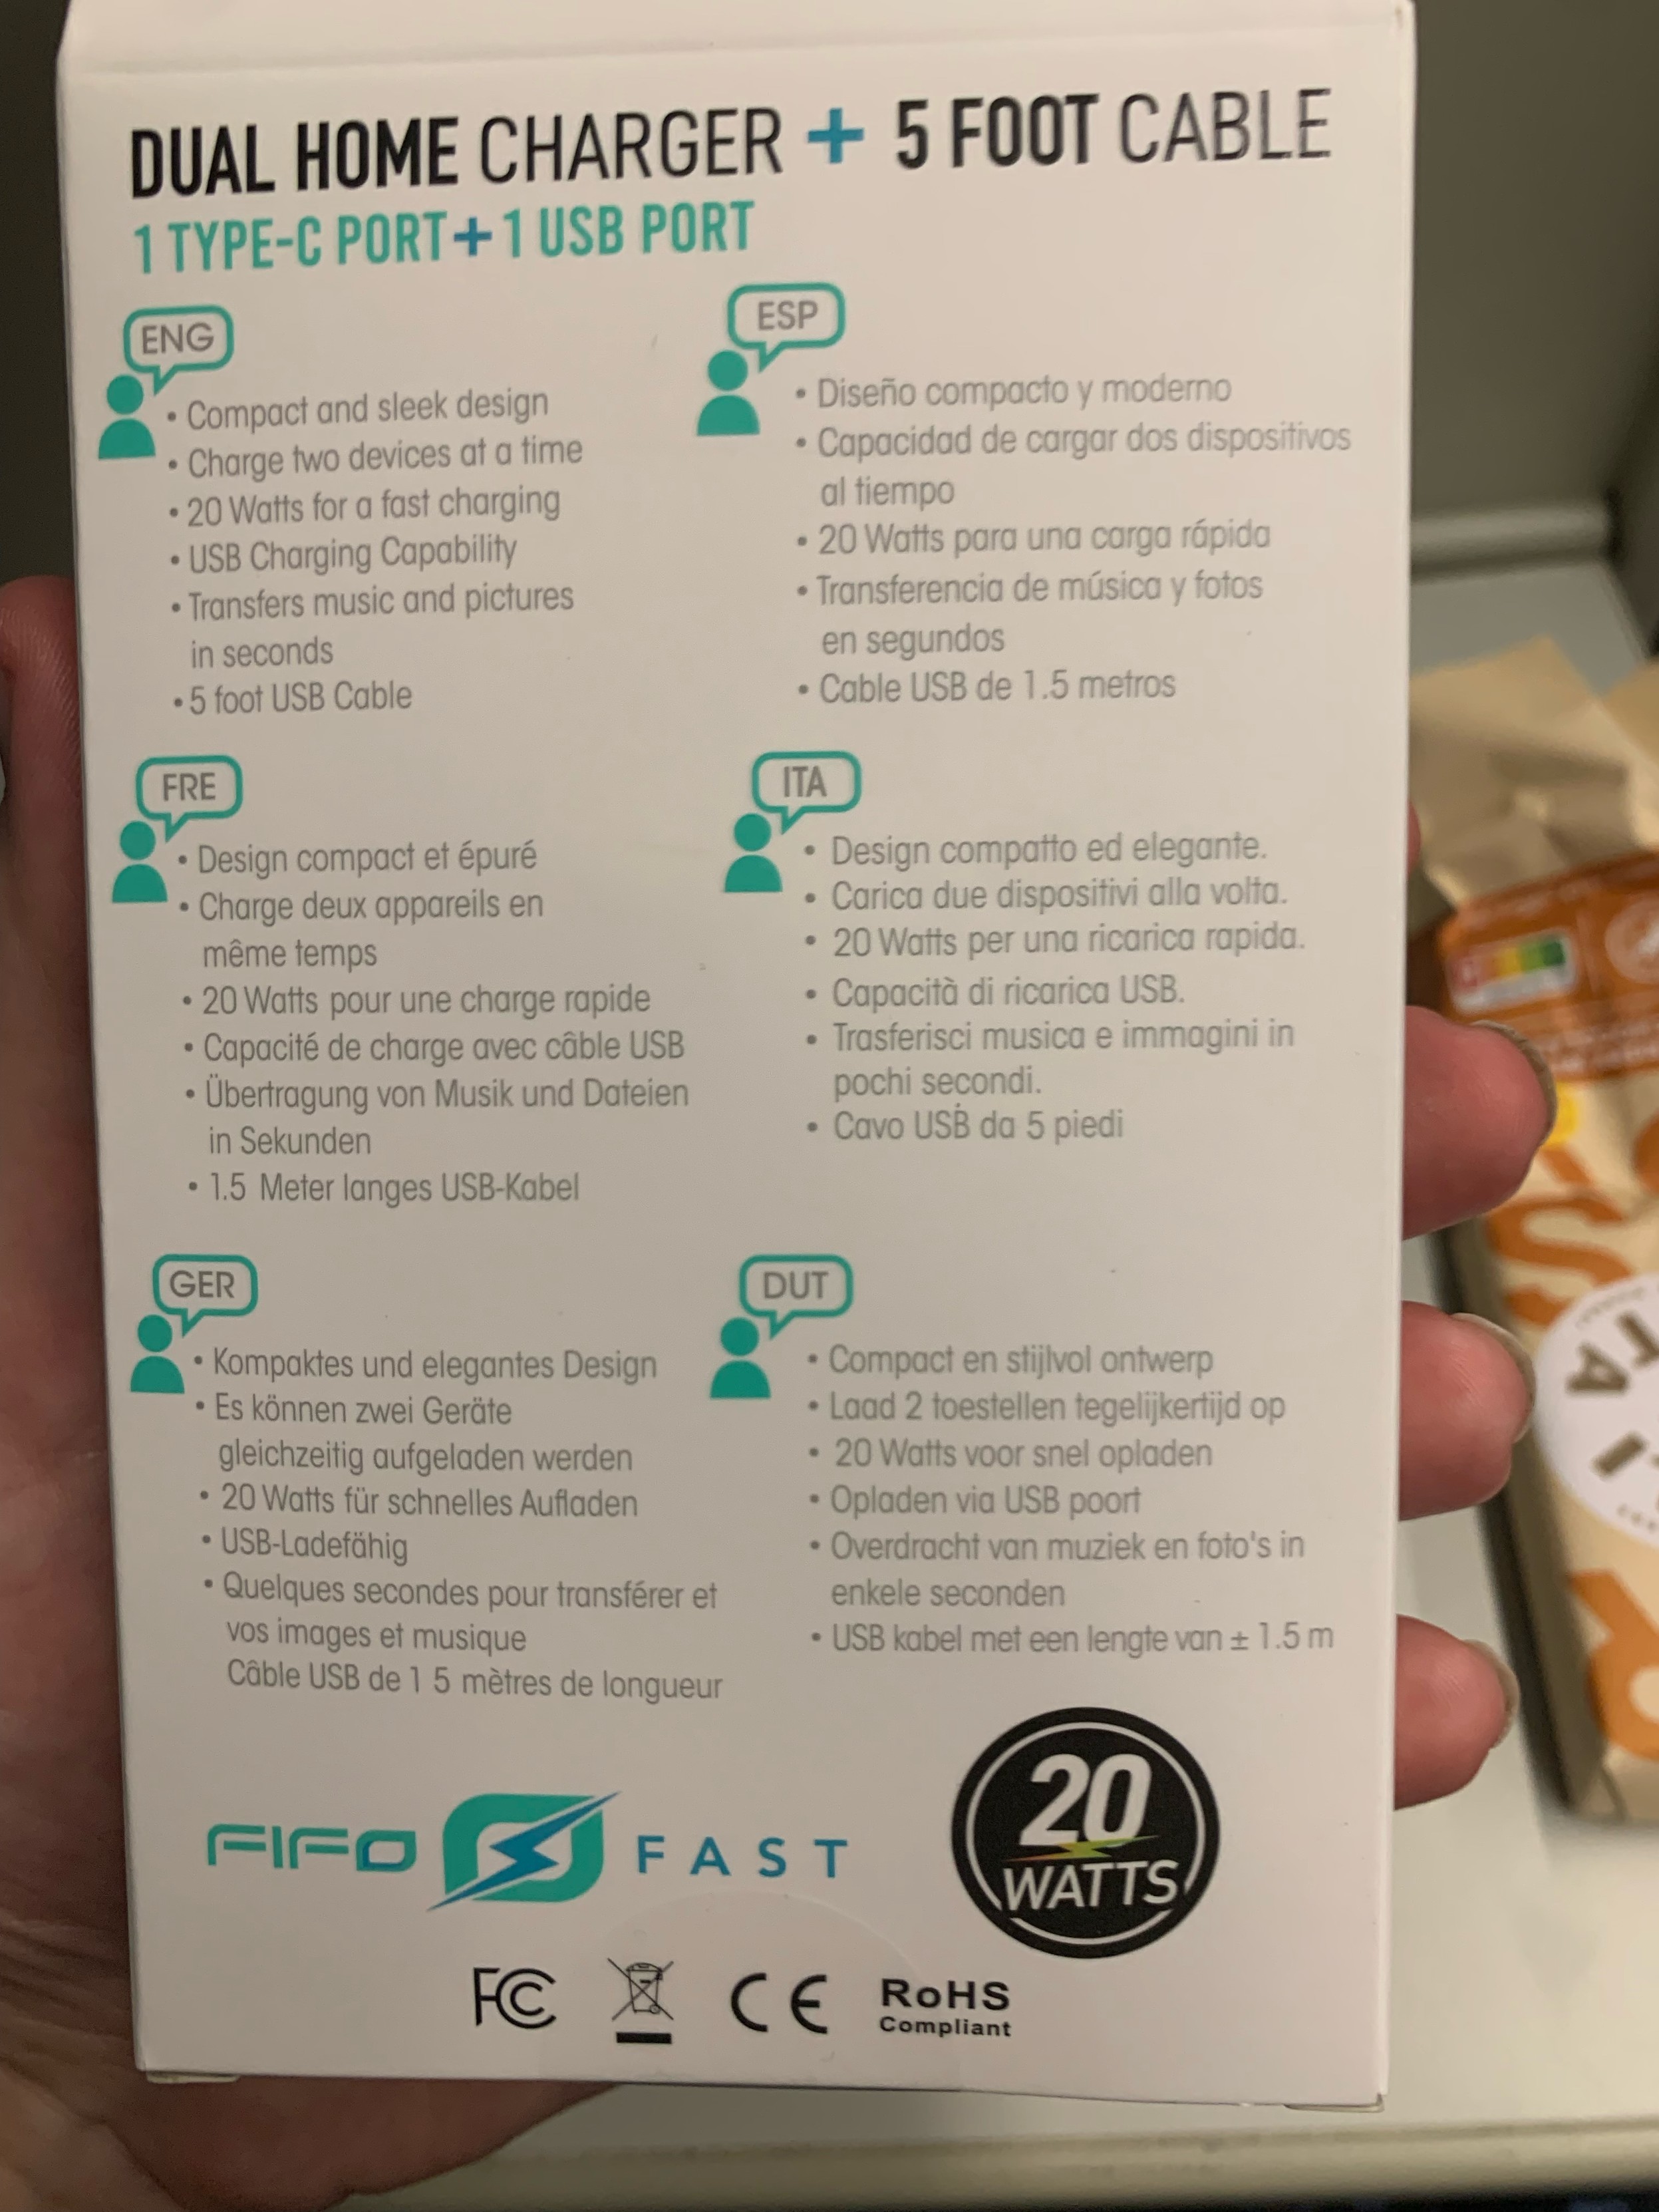 DUAL HOME CHARGER + 5 FOOT CABLE
1 TYPE-C PORT+1 USB PORT
ENG
• Compact and sleek design
• Charge two devices at a time
• 20 Watts for a fast charging
• USB Charging Capability
• Transfers music and pictures
in seconds
• 5 foot USB Cable
ESP
• Diseño compacto y moderno
• Capacidad de cargar dos dispositivos
al tiempo
• 20 Watts para una carga rápida
• Transferencia de música y fotos
en segundos
• Cable USB de 1.5 metros
FRE
• Design compact et épuré
• Charge deux appareils en
même temps
• 20 Watts pour une charge rapide
• Capacité de charge avec câble USB
• Übertragung von Musik und Dateien
in Sekunden
• 1.5 Meter langes USB-Kabel
ITA
• Design compatto ed elegante.
• Carica due dispositivi alla volta.
• 20 Watts per una ricarica rapida.
• Capacità di ricarica USB.
• Trasferisci musica e immagini in
pochi secondi.
• Cavo USB da 5 piedi
GER
• Kompaktes und elegantes Design
• Es können zwei Geräte
gleichzeitig aufgeladen werden
• 20 Watts für schnelles Aufladen
• USB-Ladefähig
• Quelques secondes pour transférer et
vos images et musique
Câble USB de 1 5 mètres de longueur
DUT
• Compact en stijlvol ontwerp
• Laad 2 toestellen tegelijkertijd op
• 20 Watts voor snel opladen
• Opladen via USB poort
• Overdracht van muziek en foto's in
enkele seconden
• USB kabel met een lengte van ± 1.5 m
FIFO FAST
20
WATTS
FC CE RoHS
Compliant